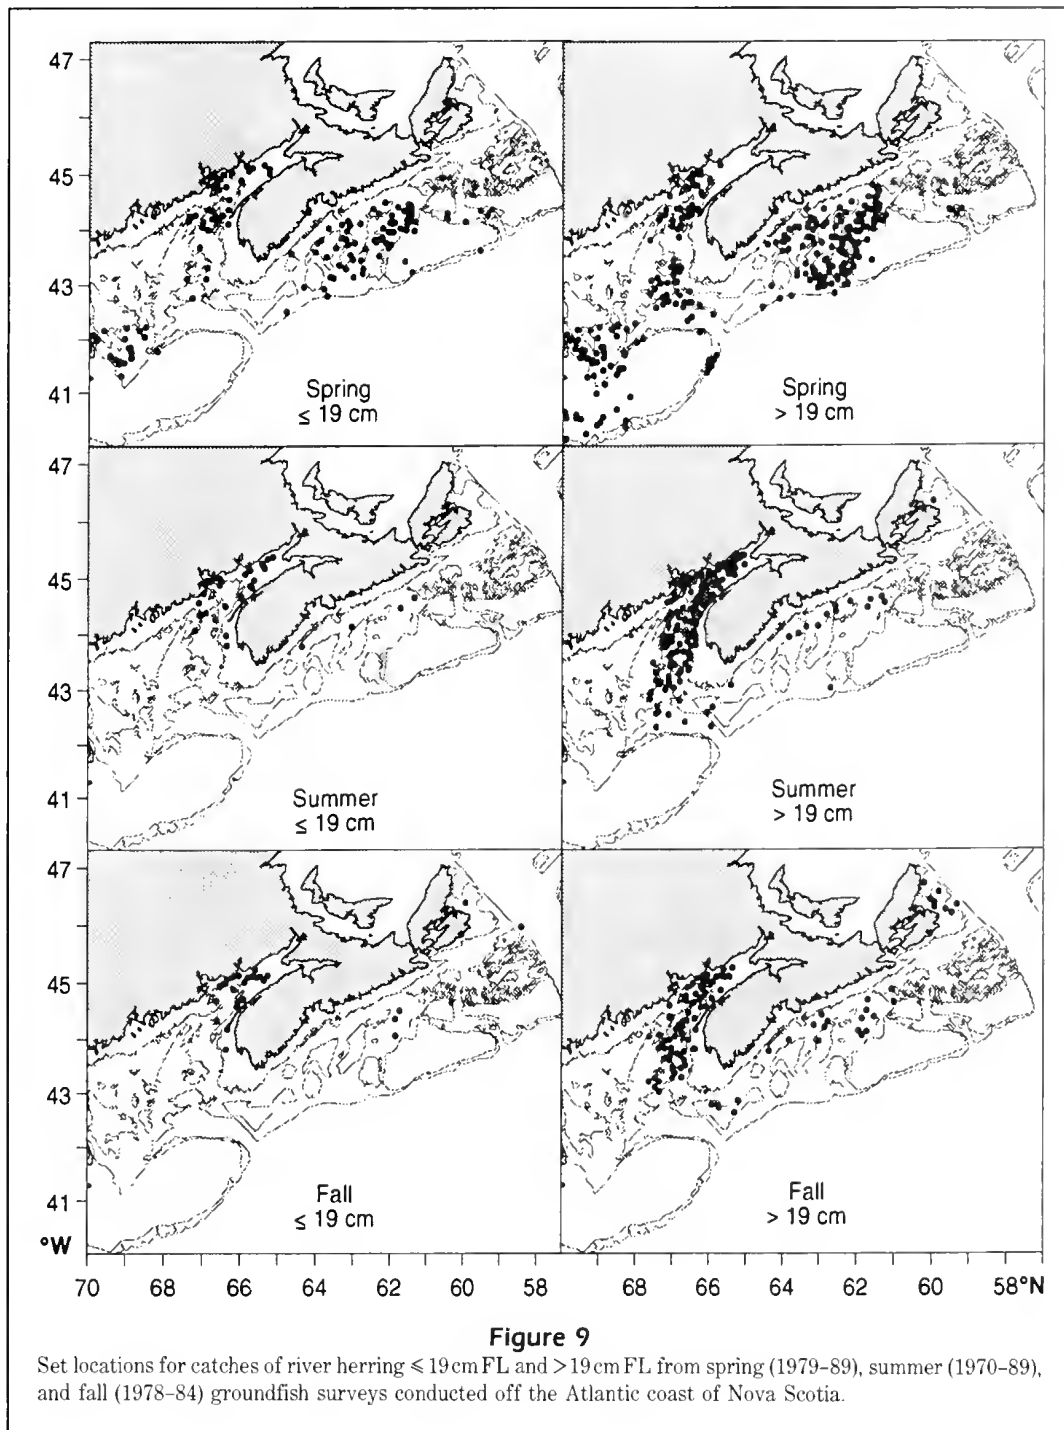 47
45
43
41
Spring
≤ 19 cm
Spring
> 19 cm
47
45
43
41
Summer
≤ 19 cm
Summer
> 19 cm
47
45
43
41
°W
Fall
≤ 19 cm
Fall
> 19 cm
70 68 66 64 62 60 58 68 66 64 62 60 58°N
Figure 9
Set locations for catches of river herring ⩽ 19 cm FL and > 19 cm FL from spring (1979–89), summer (1970–89),
and fall (1978–84) groundfish surveys conducted off the Atlantic coast of Nova Scotia.